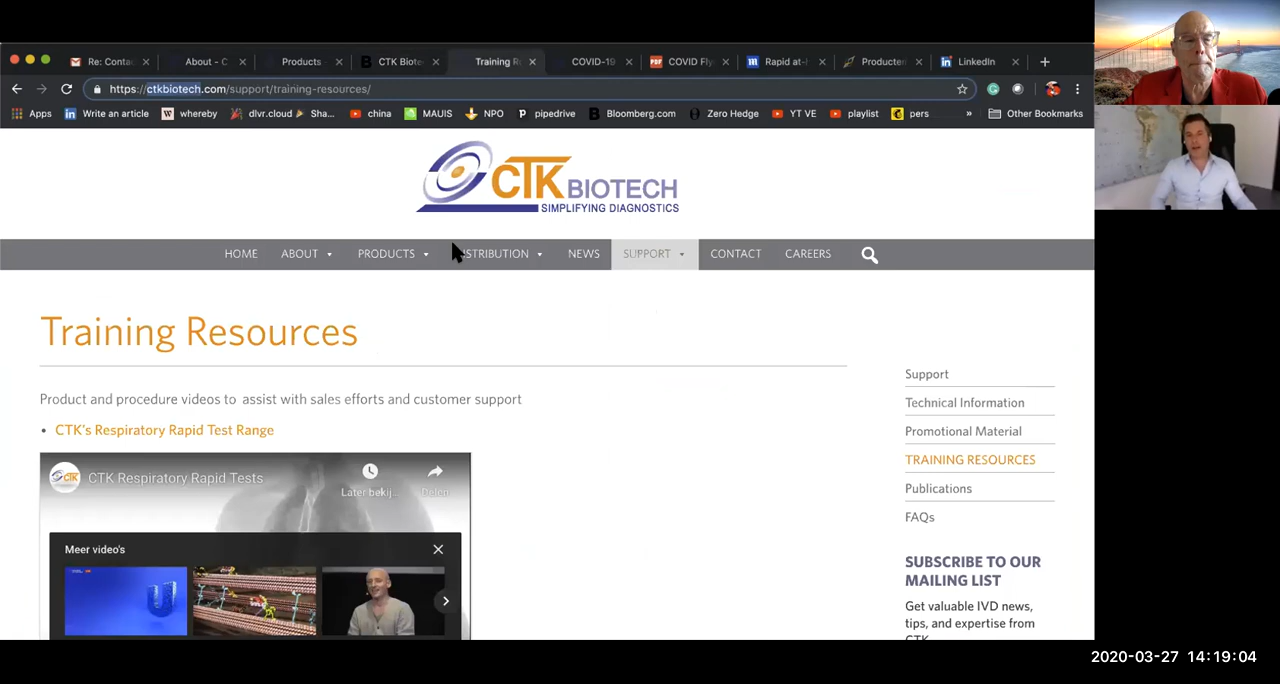 Re: Conta
About - C
Products
CTK Biote
Training R
COVID-19
COVID Fly
Rapid at-
Producten
LinkedIn
https://ctkbiotech.com/support/training-resources/
Apps
Write an article
whereby
dlvr.cloud
Sha...
china
MAUIS
NPO
pipedrive
Bloomberg.com
Zero Hedge
YT VE
playlist
pers
»
Other Bookmarks
CTK BIOTECH
SIMPLIFYING DIAGNOSTICS
HOME
ABOUT
PRODUCTS
STRIBUTION
NEWS
SUPPORT
CONTACT
CAREERS
Training Resources
Product and procedure videos to assist with sales efforts and customer support
• CTK's Respiratory Rapid Test Range
CTK
CTK Respiratory Rapid Tests
Later bekij...
Delen
Meer video's
Support
Technical Information
Promotional Material
TRAINING RESOURCES
Publications
FAQs
SUBSCRIBE TO OUR
MAILING LIST
Get valuable IVD news,
tips, and expertise from
CTK
2020-03-27 14:19:04